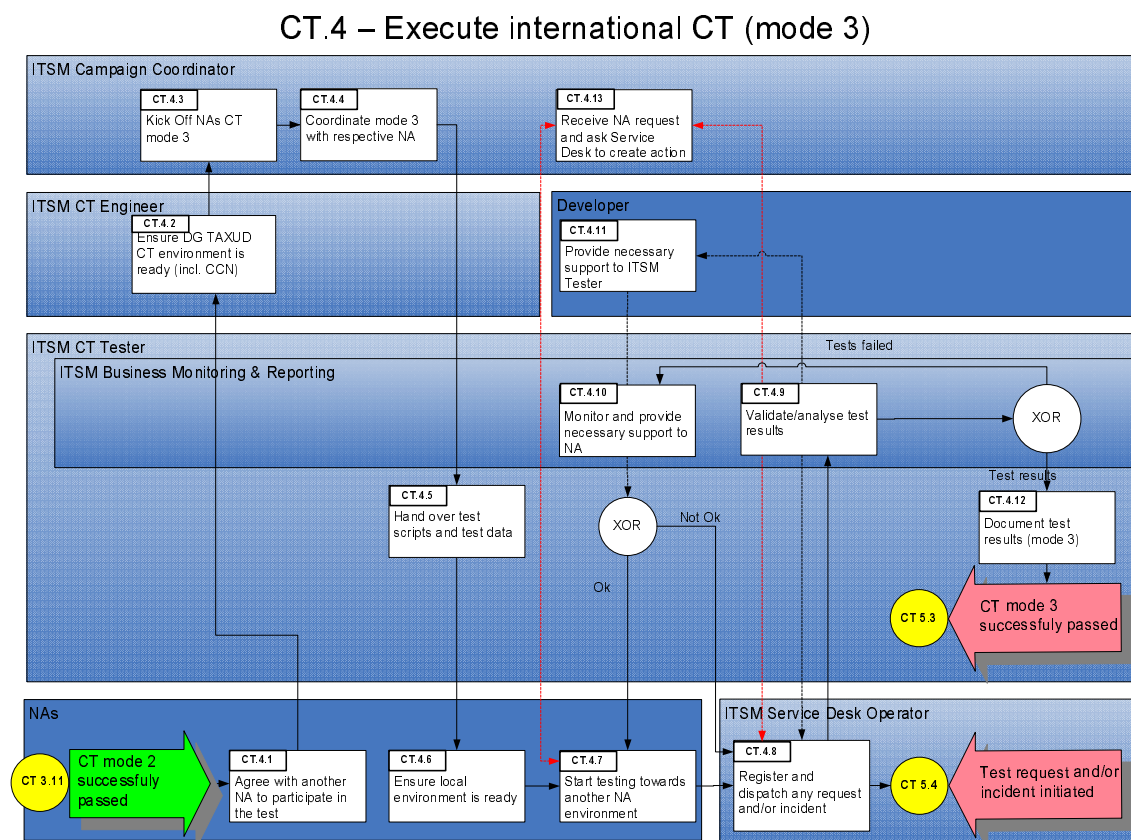 CT.4 – Execute international CT (mode 3)
ITSM Campaign Coordinator
CT.4.3
Kick Off NAs CT
mode 3
CT.4.4
Coordinate mode 3
with respective NA
CT.4.13
Receive NA request
and ask Service
Desk to create action
ITSM CT Engineer
CT.4.2
Ensure DG TAXUD
CT environment is
ready (incl. CCN)
Developer
CT.4.11
Provide necessary
support to ITSM
Tester
ITSM CT Tester
Tests failed
ITSM Business Monitoring & Reporting
CT.4.10
Monitor and provide
necessary support to
NA
CT.4.9
Validate/analyse test
results
XOR
Test results
CT.4.5
Hand over test
scripts and test data
XOR
Not Ok
Ok
CT.4.12
Document test
results (mode 3)
CT 5.3
CT mode 3
successfuly passed
NAs
CT 3.11
CT mode 2
successfuly
passed
CT.4.1
Agree with another
NA to participate in
the test
CT.4.6
Ensure local
environment is ready
CT.4.7
Start testing towards
another NA
environment
ITSM Service Desk Operator
CT.4.8
Register and
dispatch any request
and/or incident
CT 5.4
Test request and/or
incident initiated